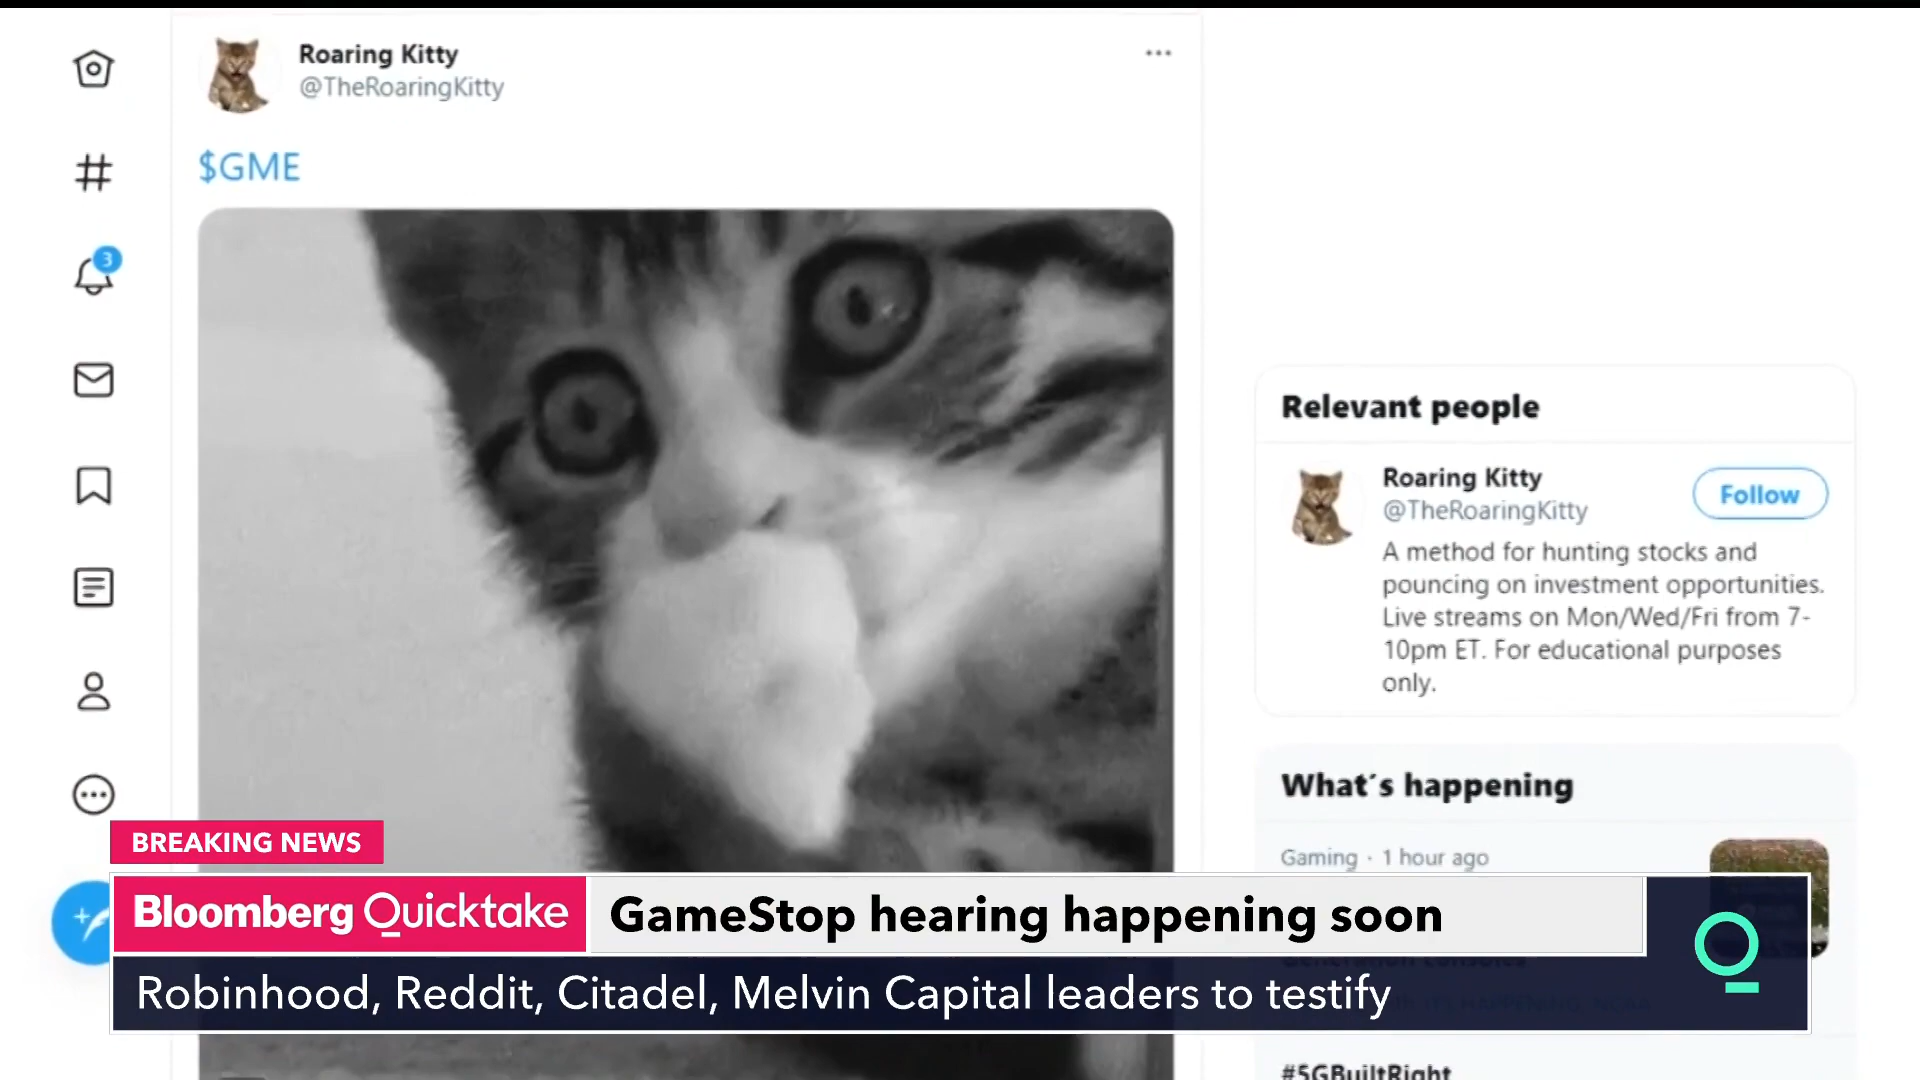 Roaring Kitty
@TheRoaringKitty
$GME
3
Relevant people
Roaring Kitty
@TheRoaringKitty
Follow
A method for hunting stocks and
pouncing on investment opportunities.
Live streams on Mon/Wed/Fri from 7-
10pm ET. For educational purposes
only.
What's happening
Gaming · 1 hour ago
#5GBuiltRight
BREAKING NEWS
Bloomberg Quicktake
GameStop hearing happening soon
Robinhood, Reddit, Citadel, Melvin Capital leaders to testify